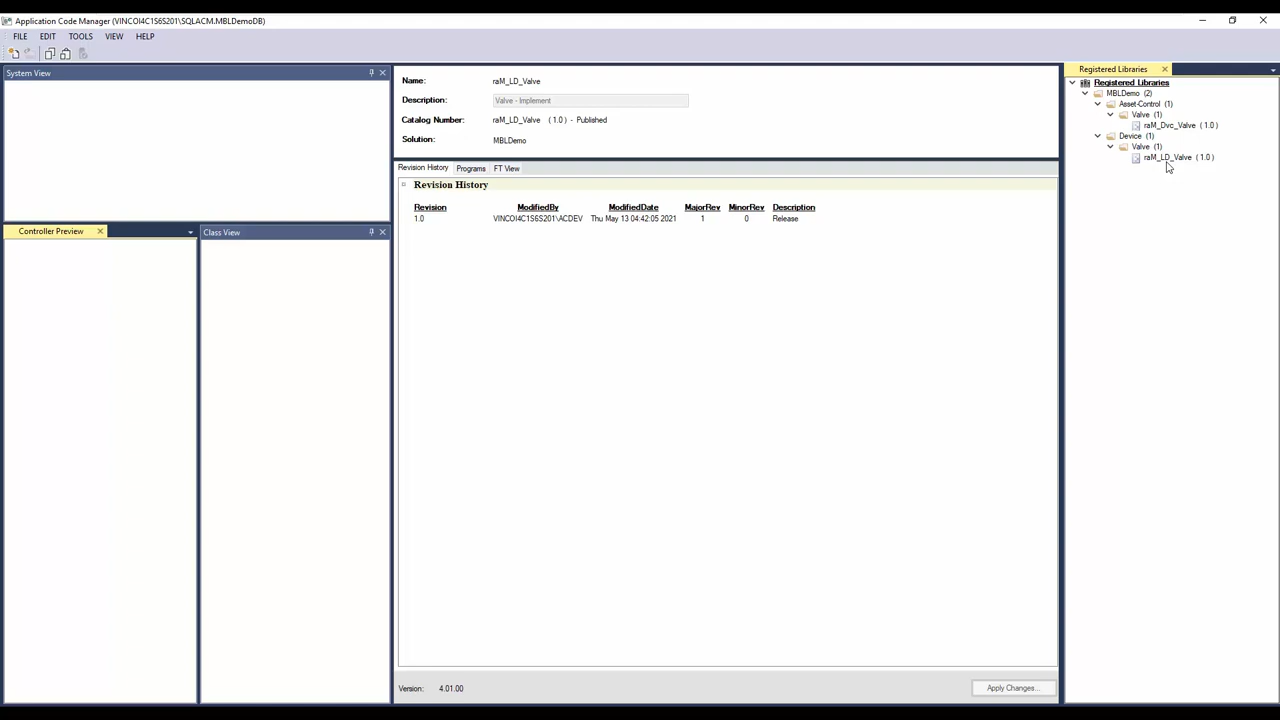 Application Code Manager (VINCOI4C1S6S201\SQLACM.MBLDemoDB)
FILE EDIT TOOLS VIEW HELP
System View
Controller Preview
Class View
Name: raM_LD_Valve
Description: Valve - Implement
Catalog Number: raM_LD_Valve ( 1.0 ) - Published
Solution: MBLDemo
Revision History Programs FT View
Revision History
Revision ModifiedBy ModifiedDate MajorRev MinorRev Description
1.0 VINCOI4C1S6S201\ACDEV Thu May 13 04:42:05 2021 1 0 Release
Version: 4.01.00
Apply Changes...
Registered Libraries
Registered Libraries
MBLDemo (2)
Asset-Control (1)
Valve (1)
raM_Dvc_Valve ( 1.0 )
Device (1)
Valve (1)
raM_LD_Valve ( 1.0 )